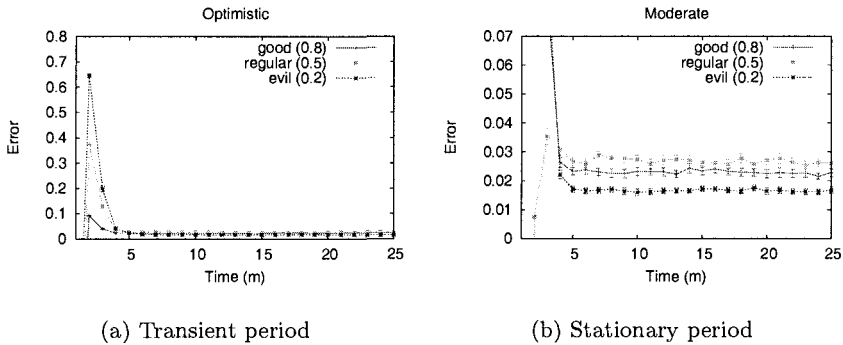 Optimistic
0.8
0.7
0.6
0.5
0.4
0.3
0.2
0.1
0
Error
good (0.8)
regular (0.5)
evil (0.2)
5 10 15 20 25
Time (m)
(a) Transient period
Moderate
0.07
0.06
0.05
0.04
0.03
0.02
0.01
0
Error
good (0.8)
regular (0.5)
evil (0.2)
5 10 15 20 25
Time (m)
(b) Stationary period